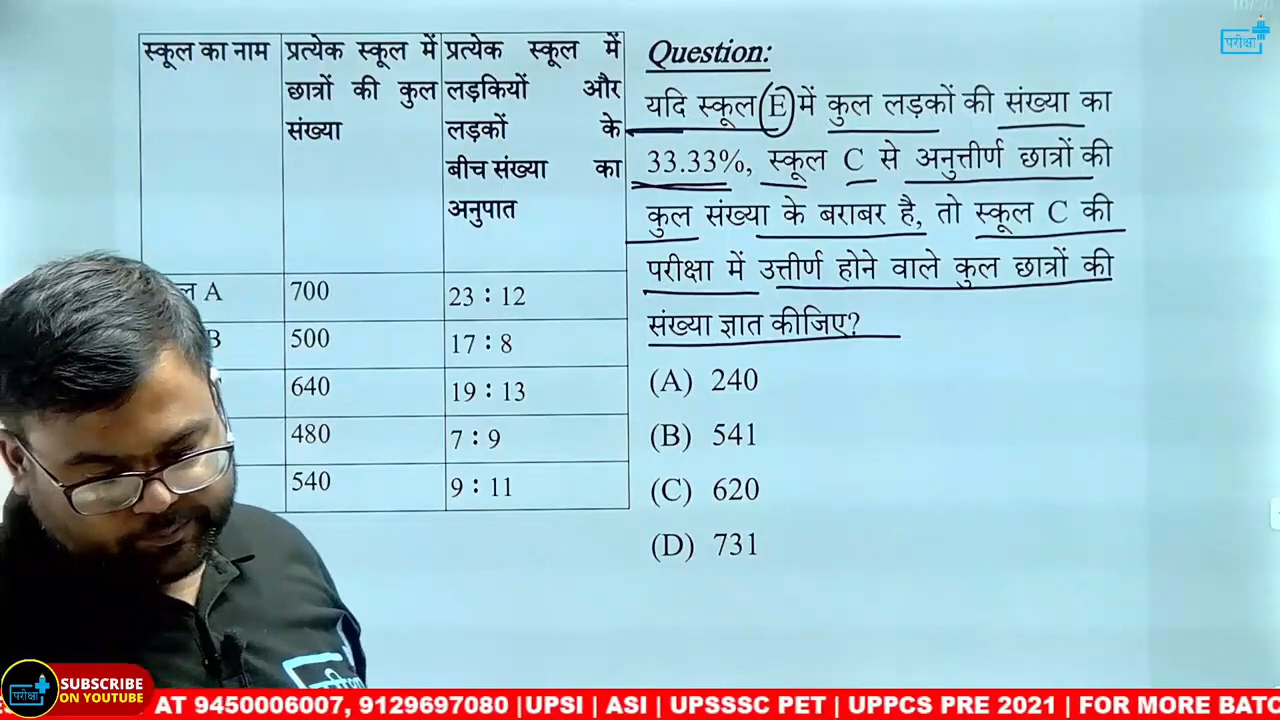 परीक्षा
स्कूल का नाम
प्रत्येक स्कूल में
छात्रों की कुल
संख्या
प्रत्येक स्कूल में
लड़कियों और
लड़कों के
बीच संख्या का
अनुपात
ल A 700 23 : 12
B 500 17 : 8
640 19 : 13
480 7 : 9
540 9 : 11
Question:
यदि स्कूल E में कुल लड़कों की संख्या का
33.33%, स्कूल C से अनुत्तीर्ण छात्रों की
कुल संख्या के बराबर है, तो स्कूल C की
परीक्षा में उत्तीर्ण होने वाले कुल छात्रों की
संख्या ज्ञात कीजिए?
(A) 240
(B) 541
(C) 620
(D) 731
परीक्षा
परीक्षा
SUBSCRIBE
ON YOUTUBE
AT 9450006007, 9129697080 |UPSI | ASI | UPSSSC PET | UPPCS PRE 2021 | FOR MORE BATC